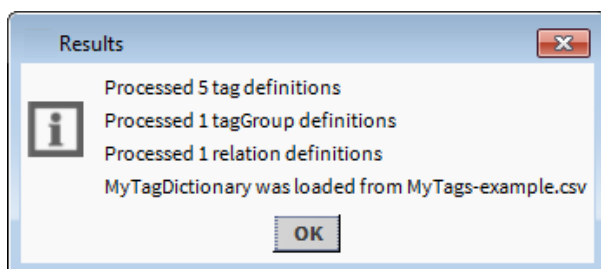 Results
Processed 5 tag definitions
Processed 1 tagGroup definitions
Processed 1 relation definitions
MyTagDictionary was loaded from MyTags-example.csv
OK